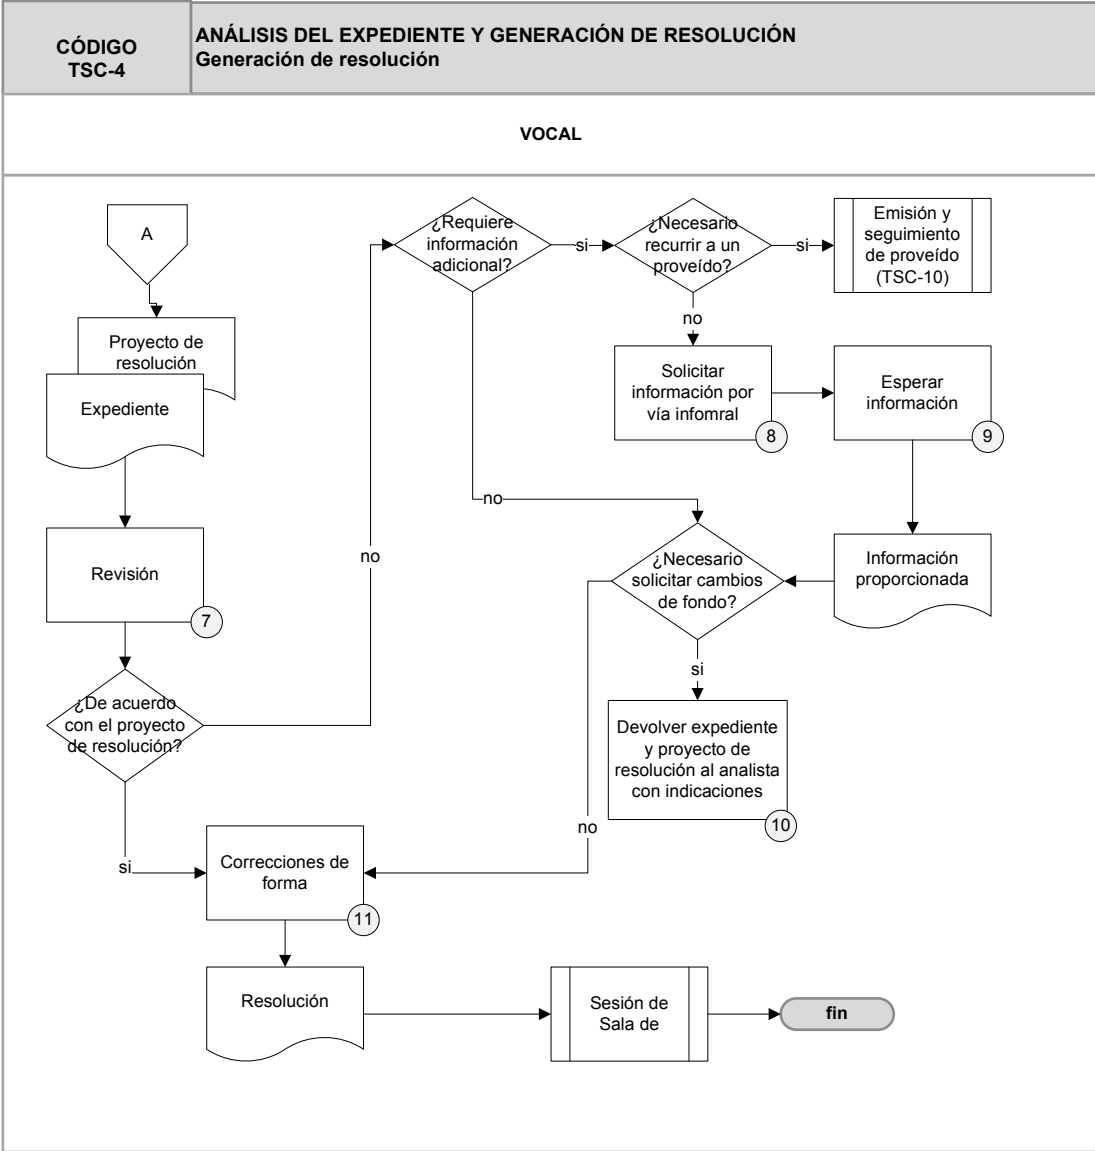 CÓDIGO
TSC-4
ANÁLISIS DEL EXPEDIENTE Y GENERACIÓN DE RESOLUCIÓN
Generación de resolución
VOCAL
A
Proyecto de
resolución
Expediente
Revisión
7
¿De acuerdo
con el proyecto
de resolución?
no
si
¿Requiere
información
adicional?
si
no
¿Necesario
recurrir a un
proveído?
si
no
Emisión y
seguimiento
de proveído
(TSC-10)
Solicitar
información por
vía infomral
8
Esperar
información
9
Información
proporcionada
¿Necesario
solicitar cambios
de fondo?
si
no
Devolver expediente
y proyecto de
resolución al analista
con indicaciones
10
Correcciones de
forma
11
Resolución
Sesión de
Sala de
fin